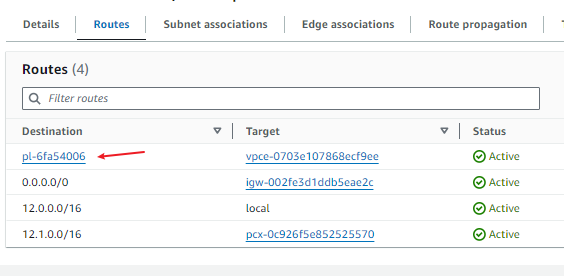 Details Routes Subnet associations Edge associations Route propagation
Routes (4)
Filter routes
Destination Target Status
pl-6fa54006 vpce-0703e107868ecf9ee Active
0.0.0.0/0 igw-002fe3d1ddb5eae2c Active
12.0.0.0/16 local Active
12.1.0.0/16 pcx-0c926f5e852525570 Active